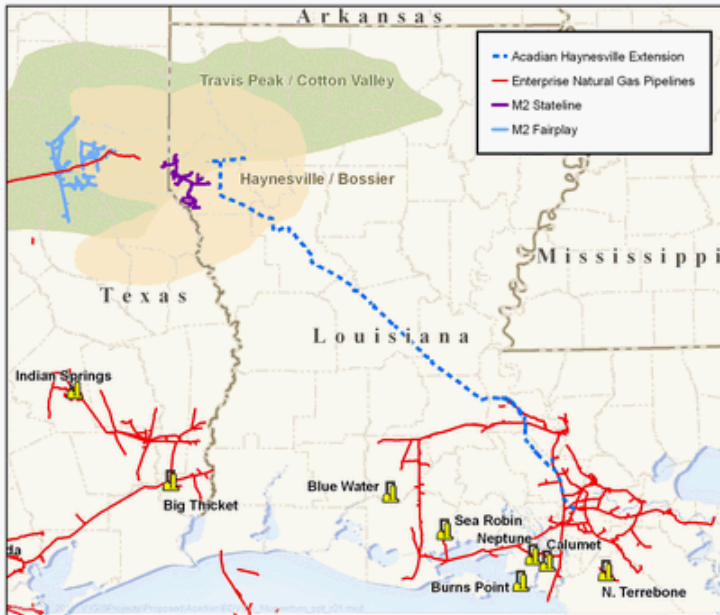 Arkansas
Acadian Haynesville Extension
Enterprise Natural Gas Pipelines
M2 Stateline
M2 Fairplay
Travis Peak / Cotton Valley
Haynesville / Bossier
Mississippi
Texas
Louisiana
Indian Springs
Big Thicket
Blue Water
Sea Robin
Neptune
Calumet
Burns Point
N. Terrebone
da